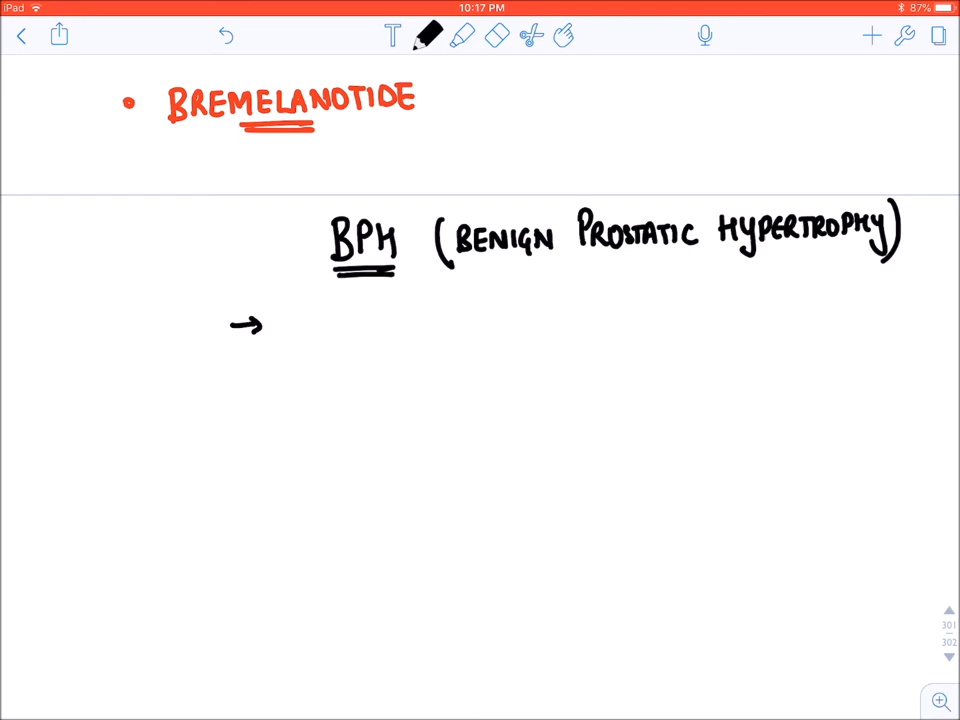 iPad 10:17 PM 87%
T
• BREMELANOTIDE
BPH (BENIGN PROSTATIC HYPERTROPHY)
→
301
302